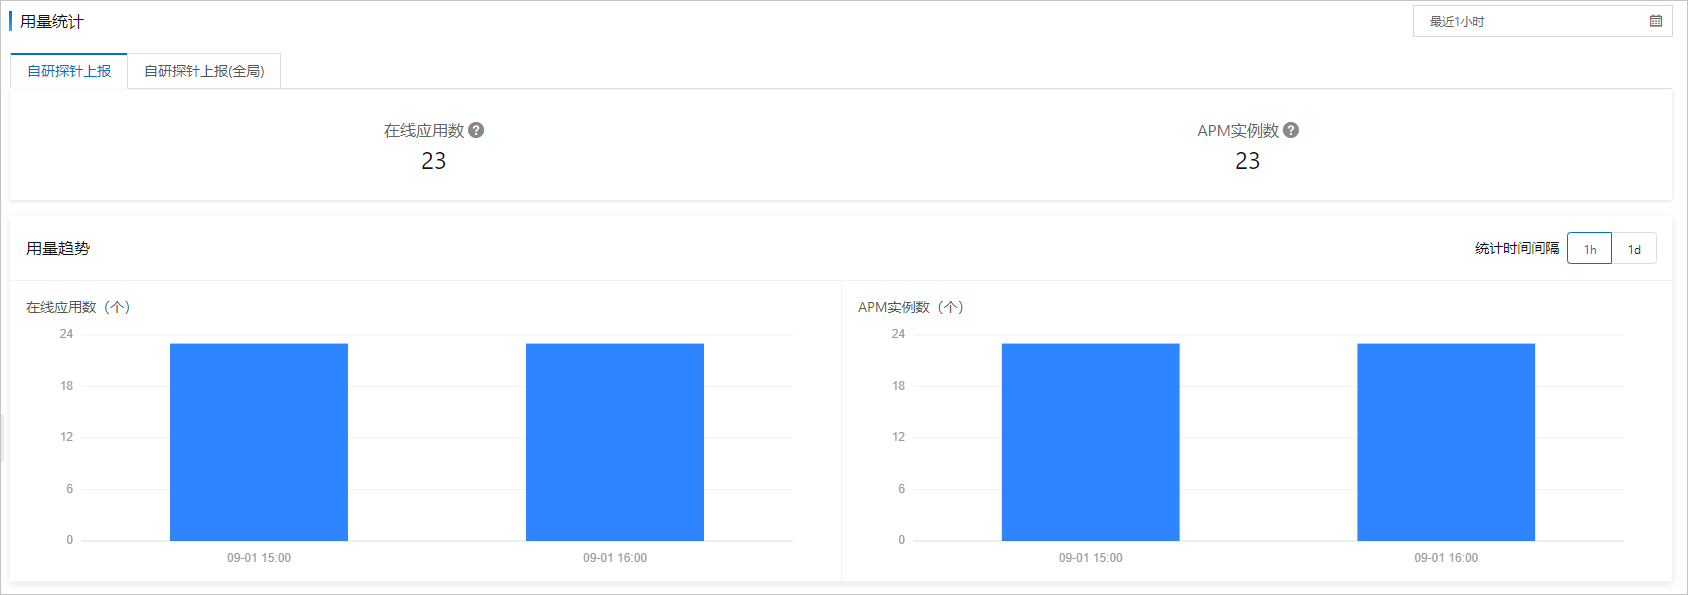 用量统计
最近1小时
自研探针上报
自研探针上报(全局)
在线应用数
23
APM实例数
23
用量趋势
统计时间间隔
1h
1d
在线应用数（个）
24
18
12
6
0
09-01 15:00
09-01 16:00
APM实例数（个）
24
18
12
6
0
09-01 15:00
09-01 16:00